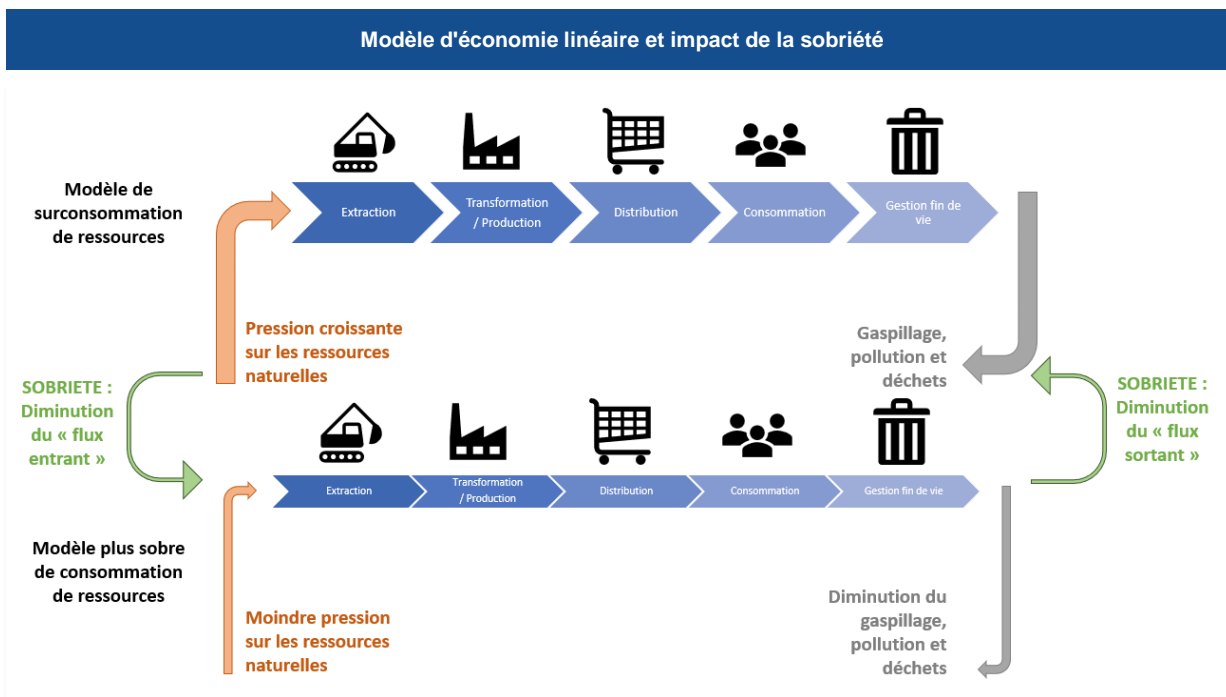 Modèle d'économie linéaire et impact de la sobriété
Modèle de
surconsommation
de ressources
Extraction
Transformation
/ Production
Distribution
Consommation
Gestion fin de
vie
Pression croissante
sur les ressources
naturelles
Gaspillage,
pollution et
déchets
SOBRIETE :
Diminution
du « flux
entrant »
SOBRIETE :
Diminution
du « flux
sortant »
Extraction
Transformation
/ Production
Distribution
Consommation
Gestion fin de vie
Modèle plus sobre
de consommation
de ressources
Moindre pression
sur les ressources
naturelles
Diminution du
gaspillage,
pollution et
déchets